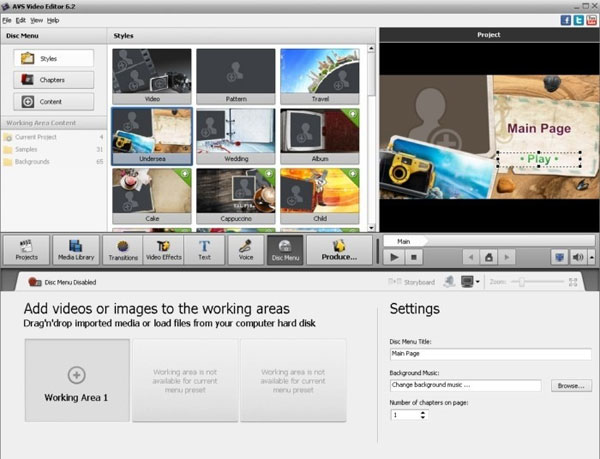 AVS Video Editor 6.2
File Edit View Help
Disc Menu
Styles
Project
Styles
Chapters
Content
Working Area Content
Current Project 4
Samples 31
Backgrounds 65
Video
Pattern
Travel
Undersea
Wedding
Album
Cake
Cappuccino
Child
Main Page
• Play •
Projects
Media Library
Transitions
Video Effects
Text
Voice
Disc Menu
Produce...
Main
Disc Menu Disabled
Storyboard
Zoom:
Add videos or images to the working areas
Drag'n'drop imported media or load files from your computer hard disk
Working Area 1
Working area is not
available for current
menu preset
Working area is not
available for current
menu preset
Settings
Disc Menu Title:
Main Page
Background Music:
Change background music ...
Browse...
Number of chapters on page:
1